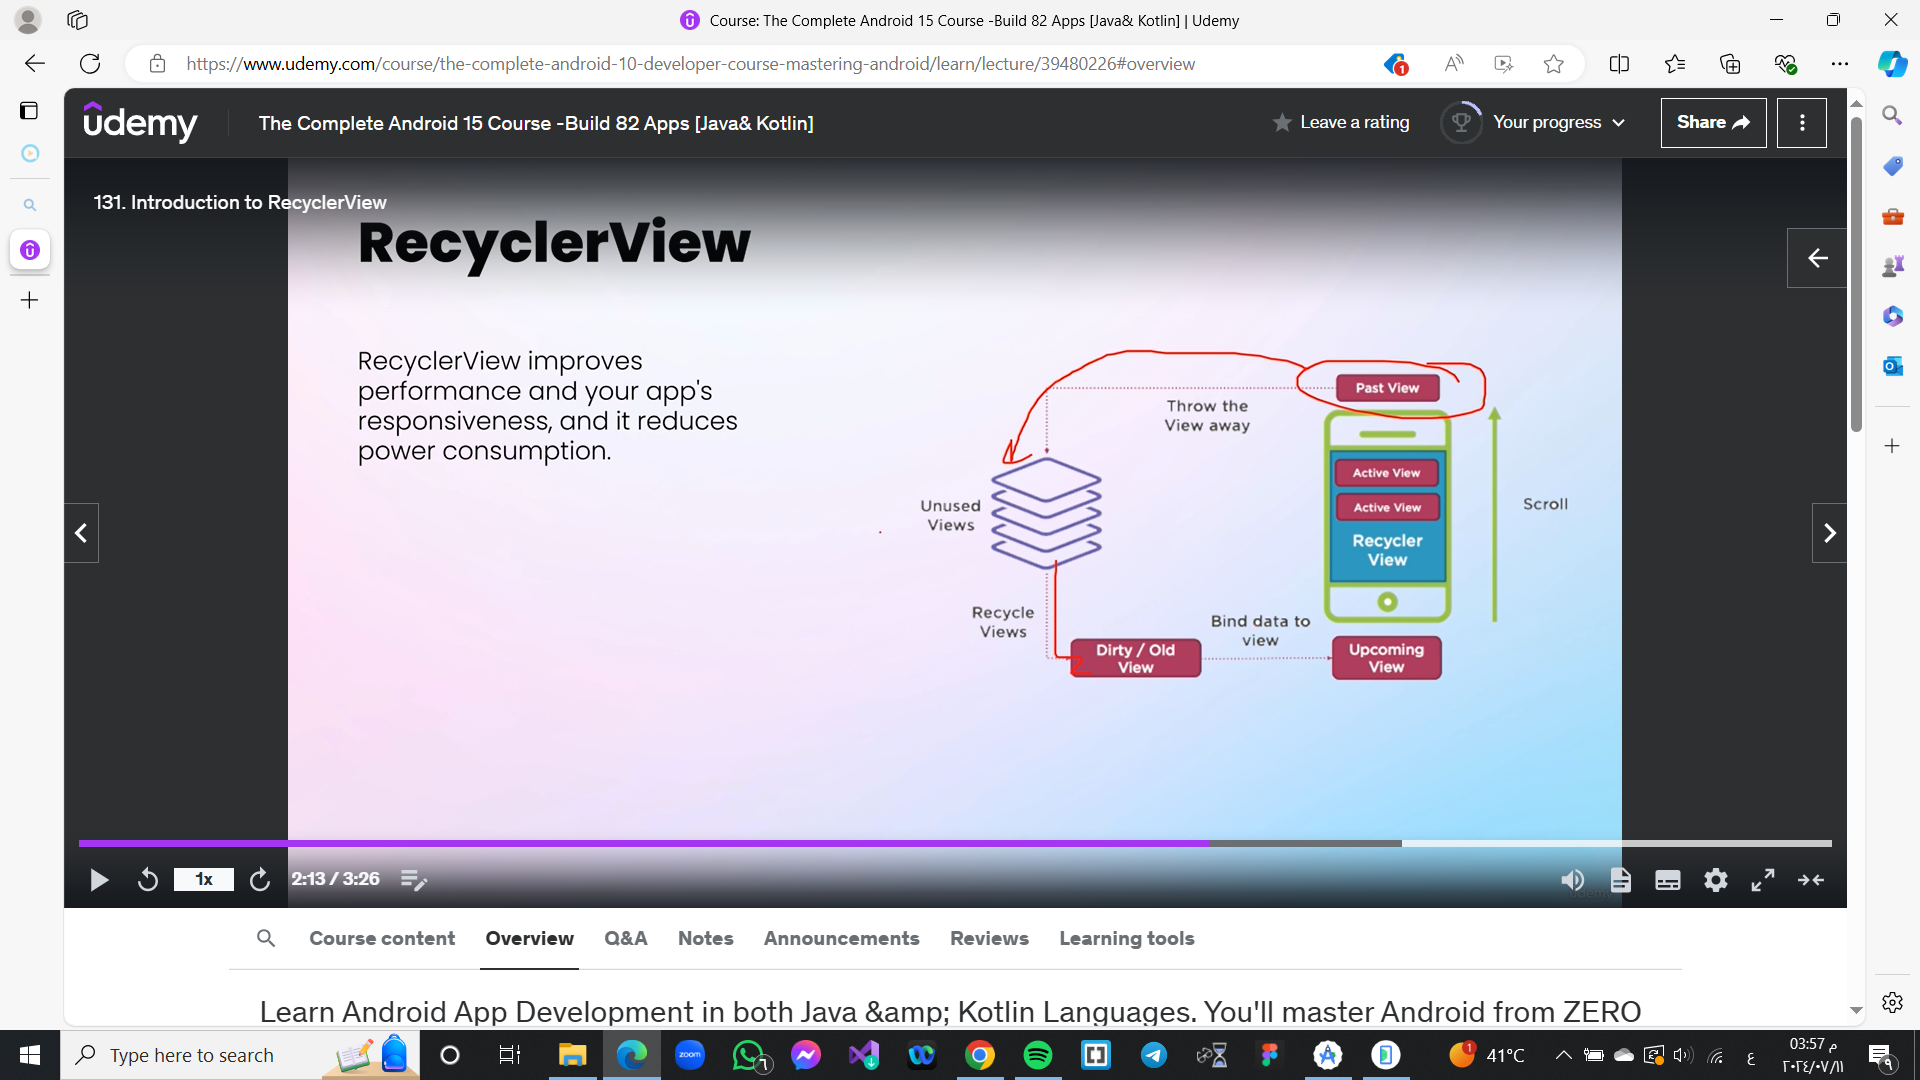 Course: The Complete Android 15 Course -Build 82 Apps [Java& Kotlin] | Udemy
https://www.udemy.com/course/the-complete-android-10-developer-course-mastering-android/learn/lecture/39480226#overview
1
udemy
The Complete Android 15 Course -Build 82 Apps [Java& Kotlin]
Leave a rating
Your progress
Share
131. Introduction to RecyclerView
RecyclerView
RecyclerView improves
performance and your app's
responsiveness, and it reduces
power consumption.
Past View
Throw the
View away
Active View
Active View
Recycler
View
Scroll
Unused
Views
Recycle
Views
Dirty / Old
View
Bind data to
view
Upcoming
View
1x
2:13 / 3:26
Course content
Overview
Q&A
Notes
Announcements
Reviews
Learning tools
Learn Android App Development in both Java &amp; Kotlin Languages. You'll master Android from ZERO
Type here to search
zoom
٦
1
41°C
ع
03:57 م
٢٠٢٤/٠٧/١١
٩